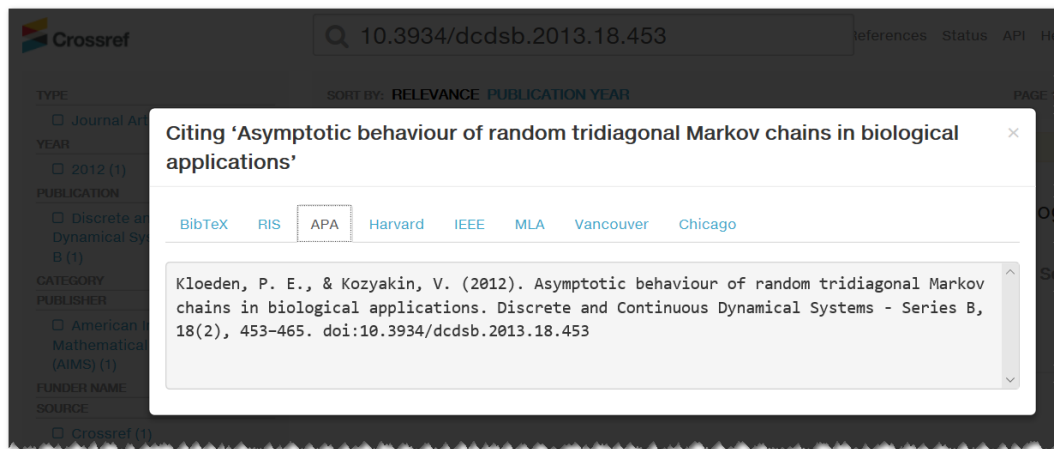 Crossref
10.3934/dcdsb.2013.18.453
References Status API
SORT BY: RELEVANCE PUBLICATION YEAR
PAGE
TYPE
Journal Art
YEAR
2012 (1)
PUBLICATION
Discrete an
Dynamical Sys
B (1)
CATEGORY
PUBLISHER
American I
Mathematical
(AIMS) (1)
FUNDER NAME
SOURCE
Crossref (1)
Citing ‘Asymptotic behaviour of random tridiagonal Markov chains in biological
applications’
×
BibTeX RIS APA Harvard IEEE MLA Vancouver Chicago
Kloeden, P. E., & Kozyakin, V. (2012). Asymptotic behaviour of random tridiagonal Markov
chains in biological applications. Discrete and Continuous Dynamical Systems - Series B,
18(2), 453–465. doi:10.3934/dcdsb.2013.18.453